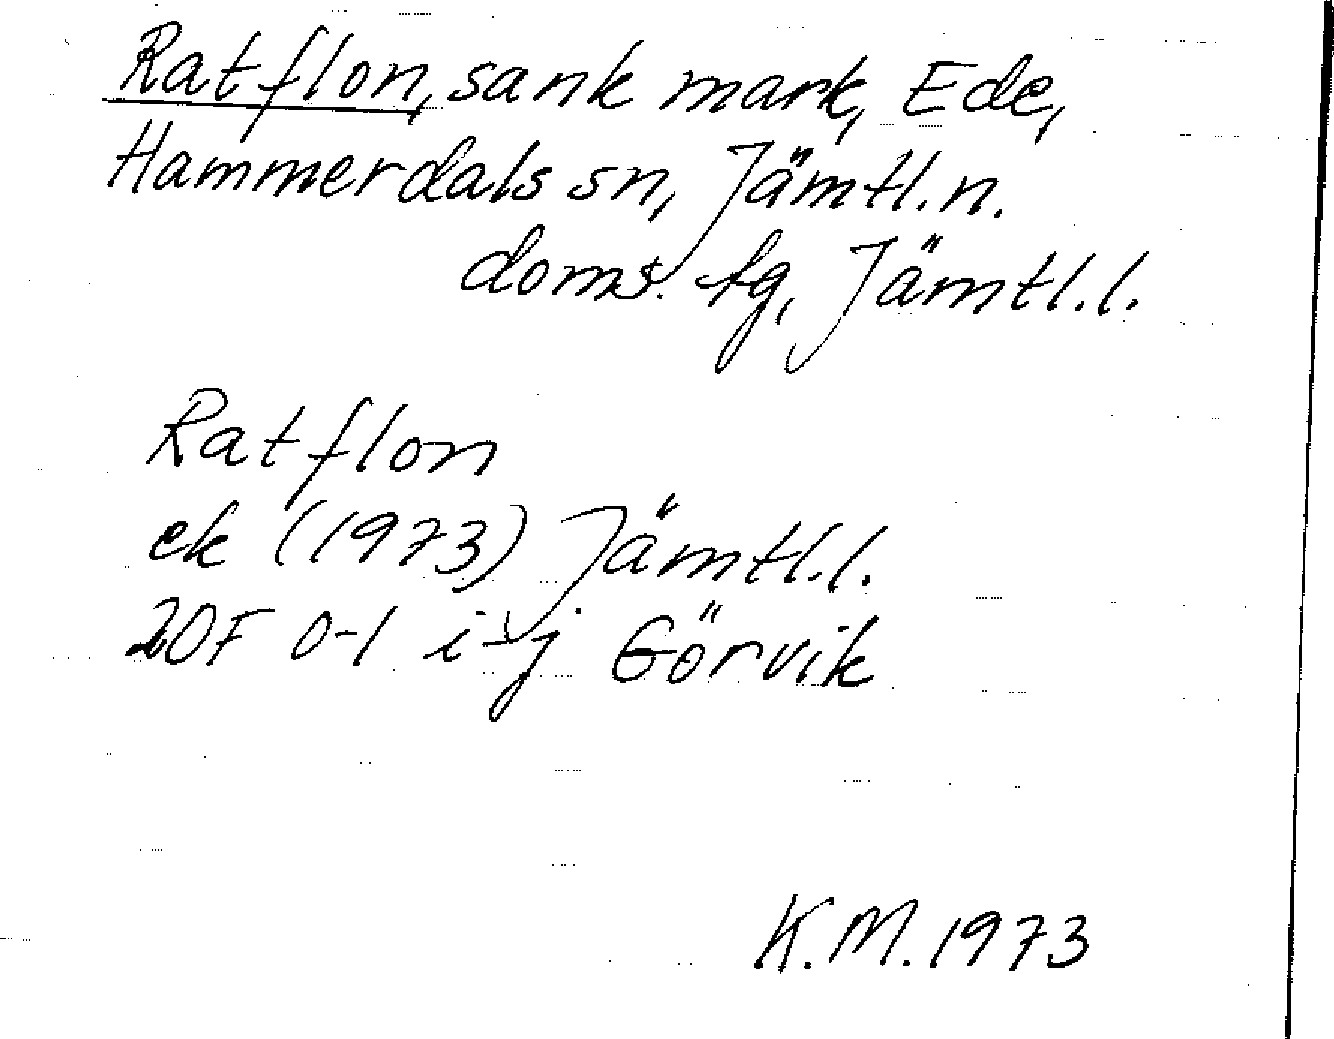 Ratflon, sank mark, Ede,
Hammerdals sn, Jämtl.n.
doms. fg, Jämtl.l.
Ratflon
ek (1973) Jämtl.l.
20F 0-1 i-j Görvik
K.M. 1973